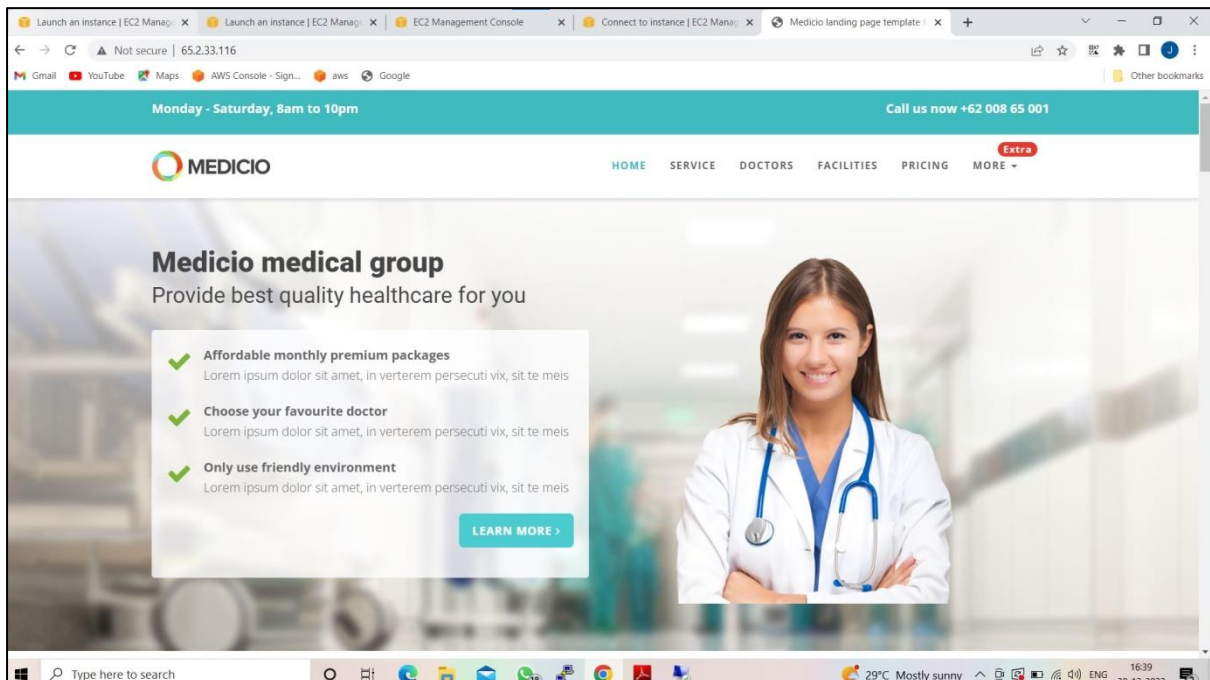 Launch an instance | EC2 Manag
Launch an instance | EC2 Manag
EC2 Management Console
Connect to instance | EC2 Manag
Medicio landing page template f
Not secure | 65.2.33.116
J
Gmail
YouTube
Maps
AWS Console - Sign...
aws
Google
Other bookmarks
Monday - Saturday, 8am to 10pm
Call us now +62 008 65 001
MEDICIO
HOME
SERVICE
DOCTORS
FACILITIES
PRICING
Extra
MORE
Medicio medical group
Provide best quality healthcare for you
Affordable monthly premium packages
Lorem ipsum dolor sit amet, in verterem persecuti vix, sit te meis
Choose your favourite doctor
Lorem ipsum dolor sit amet, in verterem persecuti vix, sit te meis
Only use friendly environment
Lorem ipsum dolor sit amet, in verterem persecuti vix, sit te meis
LEARN MORE ›
Type here to search
29°C Mostly sunny
ENG
16:39